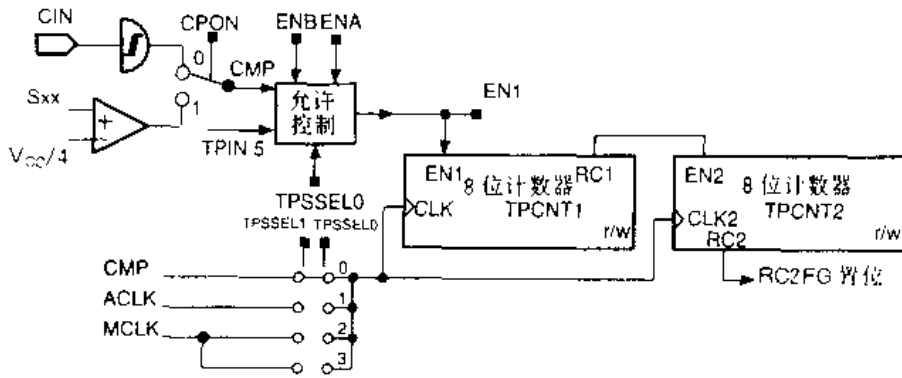 CIN
CPON
ENB ENA
0
CMP
Sxx
1
允许
控制
EN1
+
V_CC/4
TPIN 5
EN1
RC1
8 位计数器
TPCNT1
CLK
r/w
EN2
8 位计数器
TPCNT2
CLK2
RC2
r/w
TPSSEL0
TPSSEL1 TPSSEL0
RC2FG 置位
CMP
0
ACLK
1
MCLK
2
3